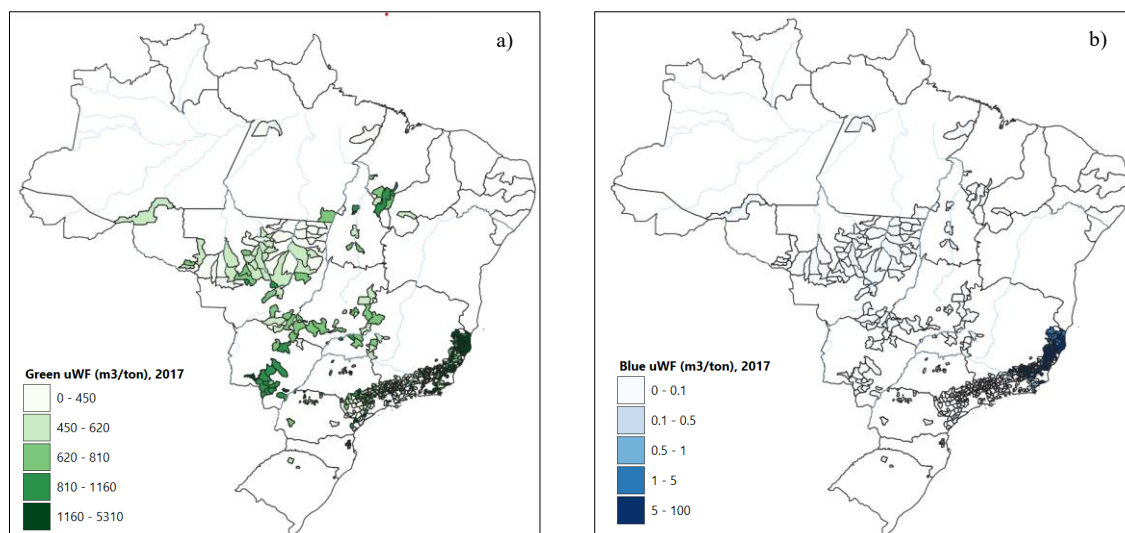 a)
Green uWF (m3/ton), 2017
0 - 450
450 - 620
620 - 810
810 - 1160
1160 - 5310
b)
Blue uWF (m3/ton), 2017
0 - 0.1
0.1 - 0.5
0.5 - 1
1 - 5
5 - 100